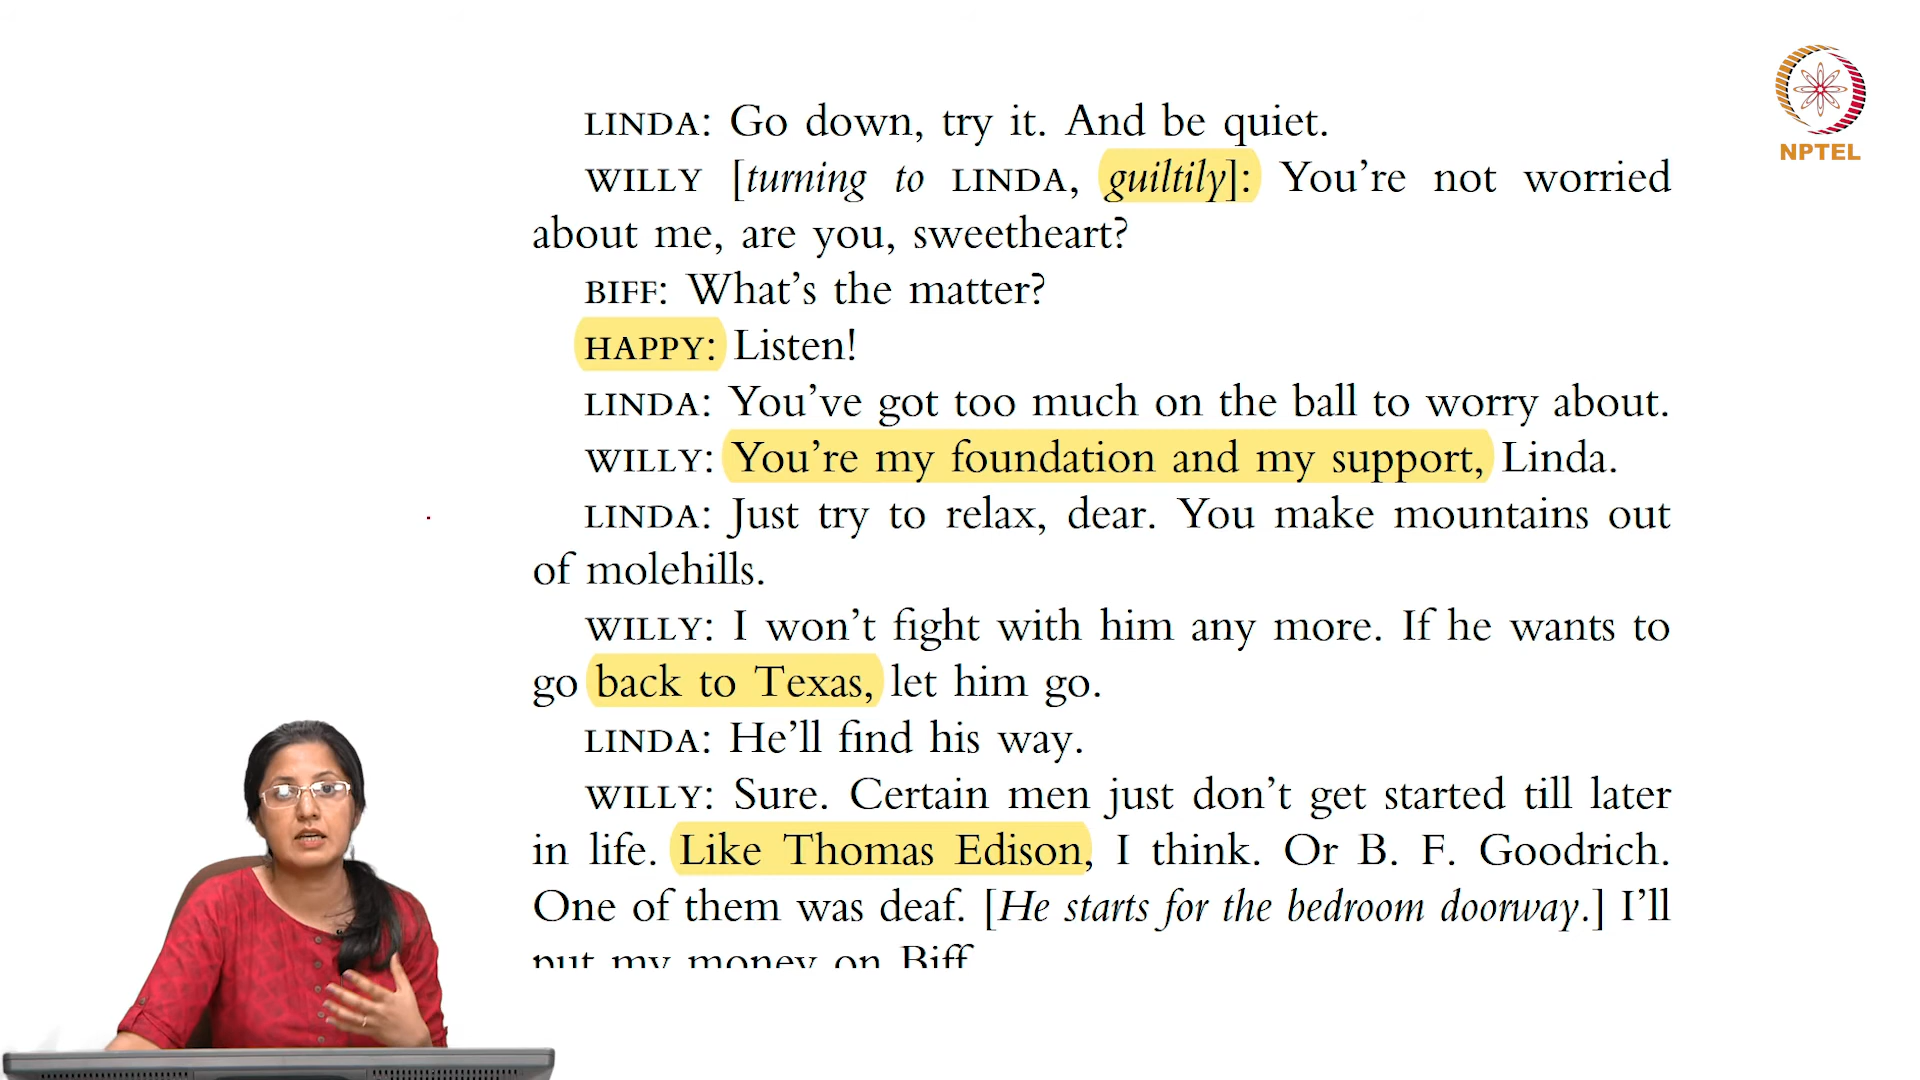 NPTEL
LINDA: Go down, try it. And be quiet.
WILLY [turning to LINDA, guiltily]: You're not worried
about me, are you, sweetheart?
BIFF: What's the matter?
HAPPY: Listen!
LINDA: You've got too much on the ball to worry about.
WILLY: You're my foundation and my support, Linda.
LINDA: Just try to relax, dear. You make mountains out
of molehills.
WILLY: I won't fight with him any more. If he wants to
go back to Texas, let him go.
LINDA: He'll find his way.
WILLY: Sure. Certain men just don't get started till later
in life. Like Thomas Edison, I think. Or B. F. Goodrich.
One of them was deaf. [He starts for the bedroom doorway.] I'll
put my money on Biff